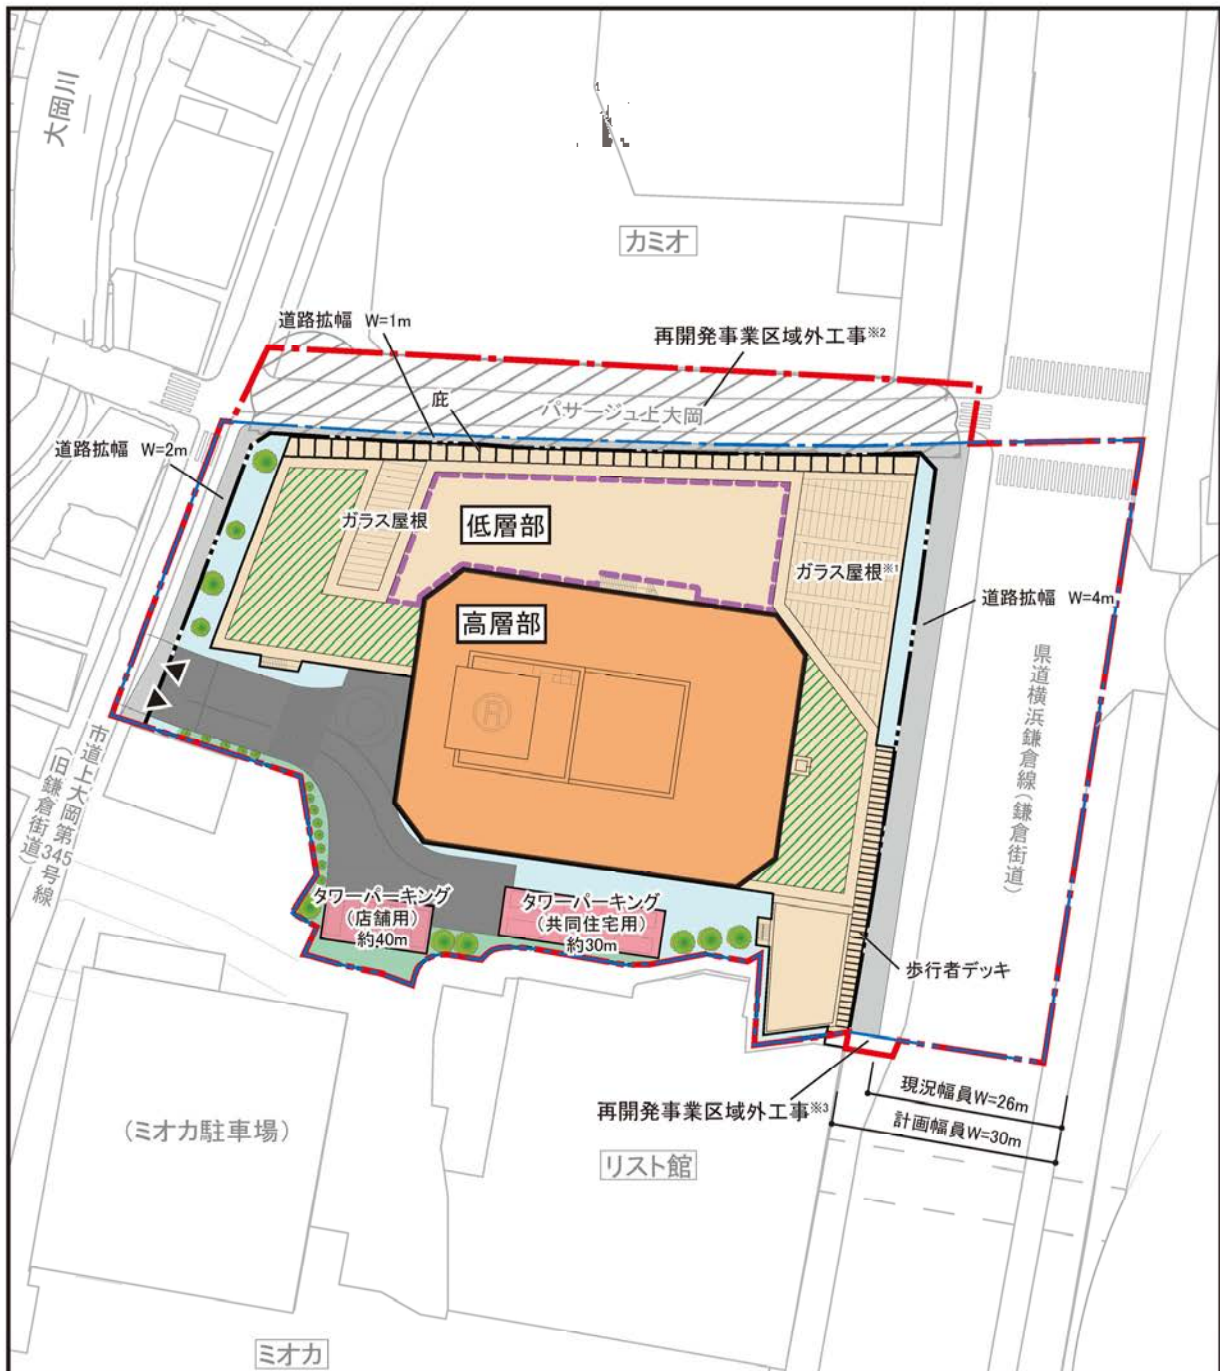 大岡川
カミオ
道路拡幅 W=1m
再開発事業区域外工事※2
庇
パサージュ上大岡
道路拡幅 W=2m
ガラス屋根
低層部
ガラス屋根※1
道路拡幅 W=4m
高層部
R
県道横浜鎌倉線(鎌倉街道)
市道上大岡第345号線
(旧鎌倉街道)
タワーパーキング
(店舗用)
約40m
タワーパーキング
(共同住宅用)
約30m
歩行者デッキ
再開発事業区域外工事※3
現況幅員W=26m
計画幅員W=30m
(ミオカ駐車場)
リスト館
ミオカ